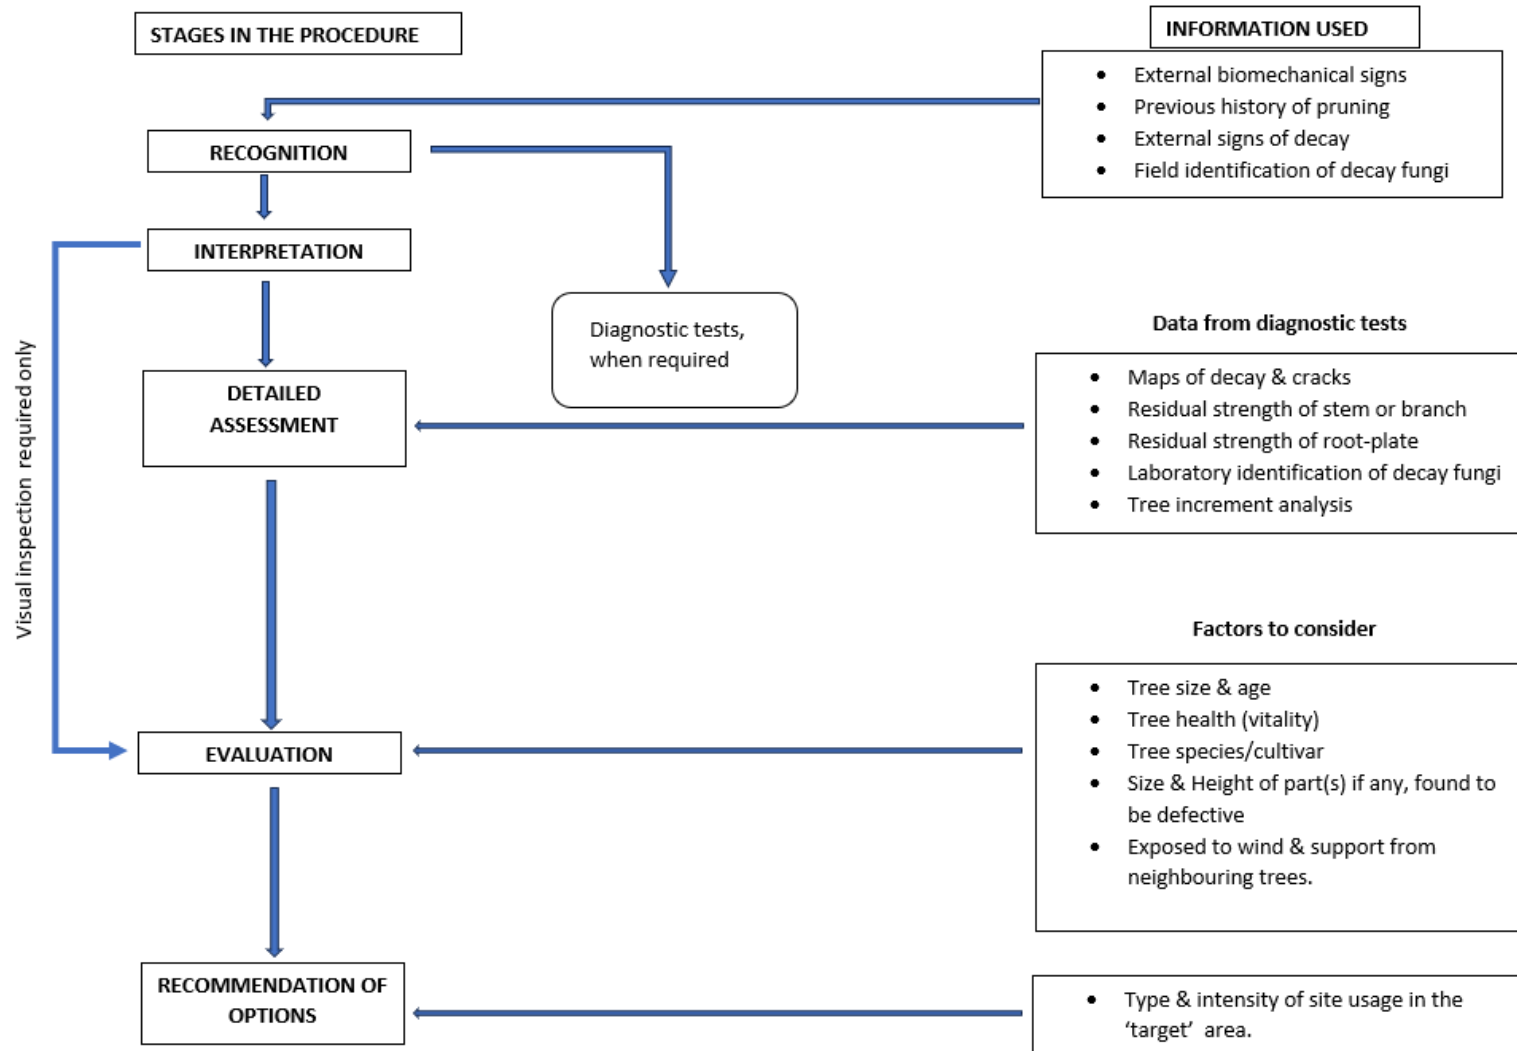 STAGES IN THE PROCEDURE
INFORMATION USED
• External biomechanical signs
• Previous history of pruning
• External signs of decay
• Field identification of decay fungi
RECOGNITION
INTERPRETATION
Diagnostic tests,
when required
Visual inspection required only
Data from diagnostic tests
• Maps of decay & cracks
• Residual strength of stem or branch
• Residual strength of root-plate
• Laboratory identification of decay fungi
• Tree increment analysis
DETAILED
ASSESSMENT
Factors to consider
• Tree size & age
• Tree health (vitality)
• Tree species/cultivar
• Size & Height of part(s) if any, found to
be defective
• Exposed to wind & support from
neighbouring trees.
EVALUATION
RECOMMENDATION OF
OPTIONS
• Type & intensity of site usage in the
‘target’ area.